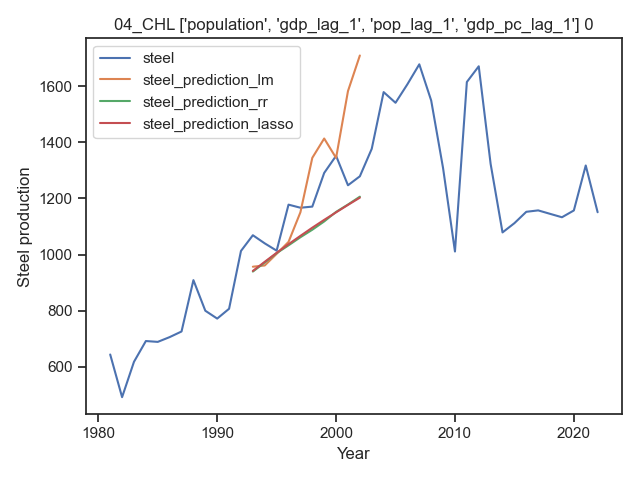 04_CHL ['population', 'gdp_lag_1', 'pop_lag_1', 'gdp_pc_lag_1'] 0
steel
steel_prediction_lm
steel_prediction_rr
steel_prediction_lasso
Steel production
1600
1400
1200
1000
800
600
1980
1990
2000
2010
2020
Year